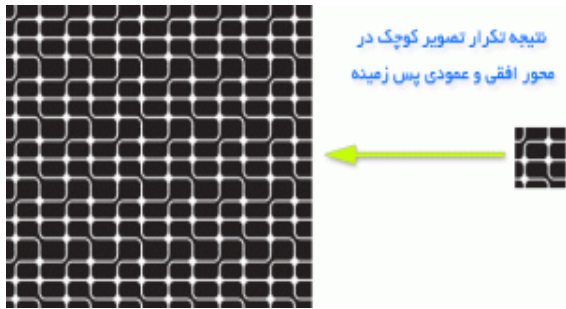 نتیجه تکرار تصویر کوچک در
محور افقی و عمودی پس زمینه